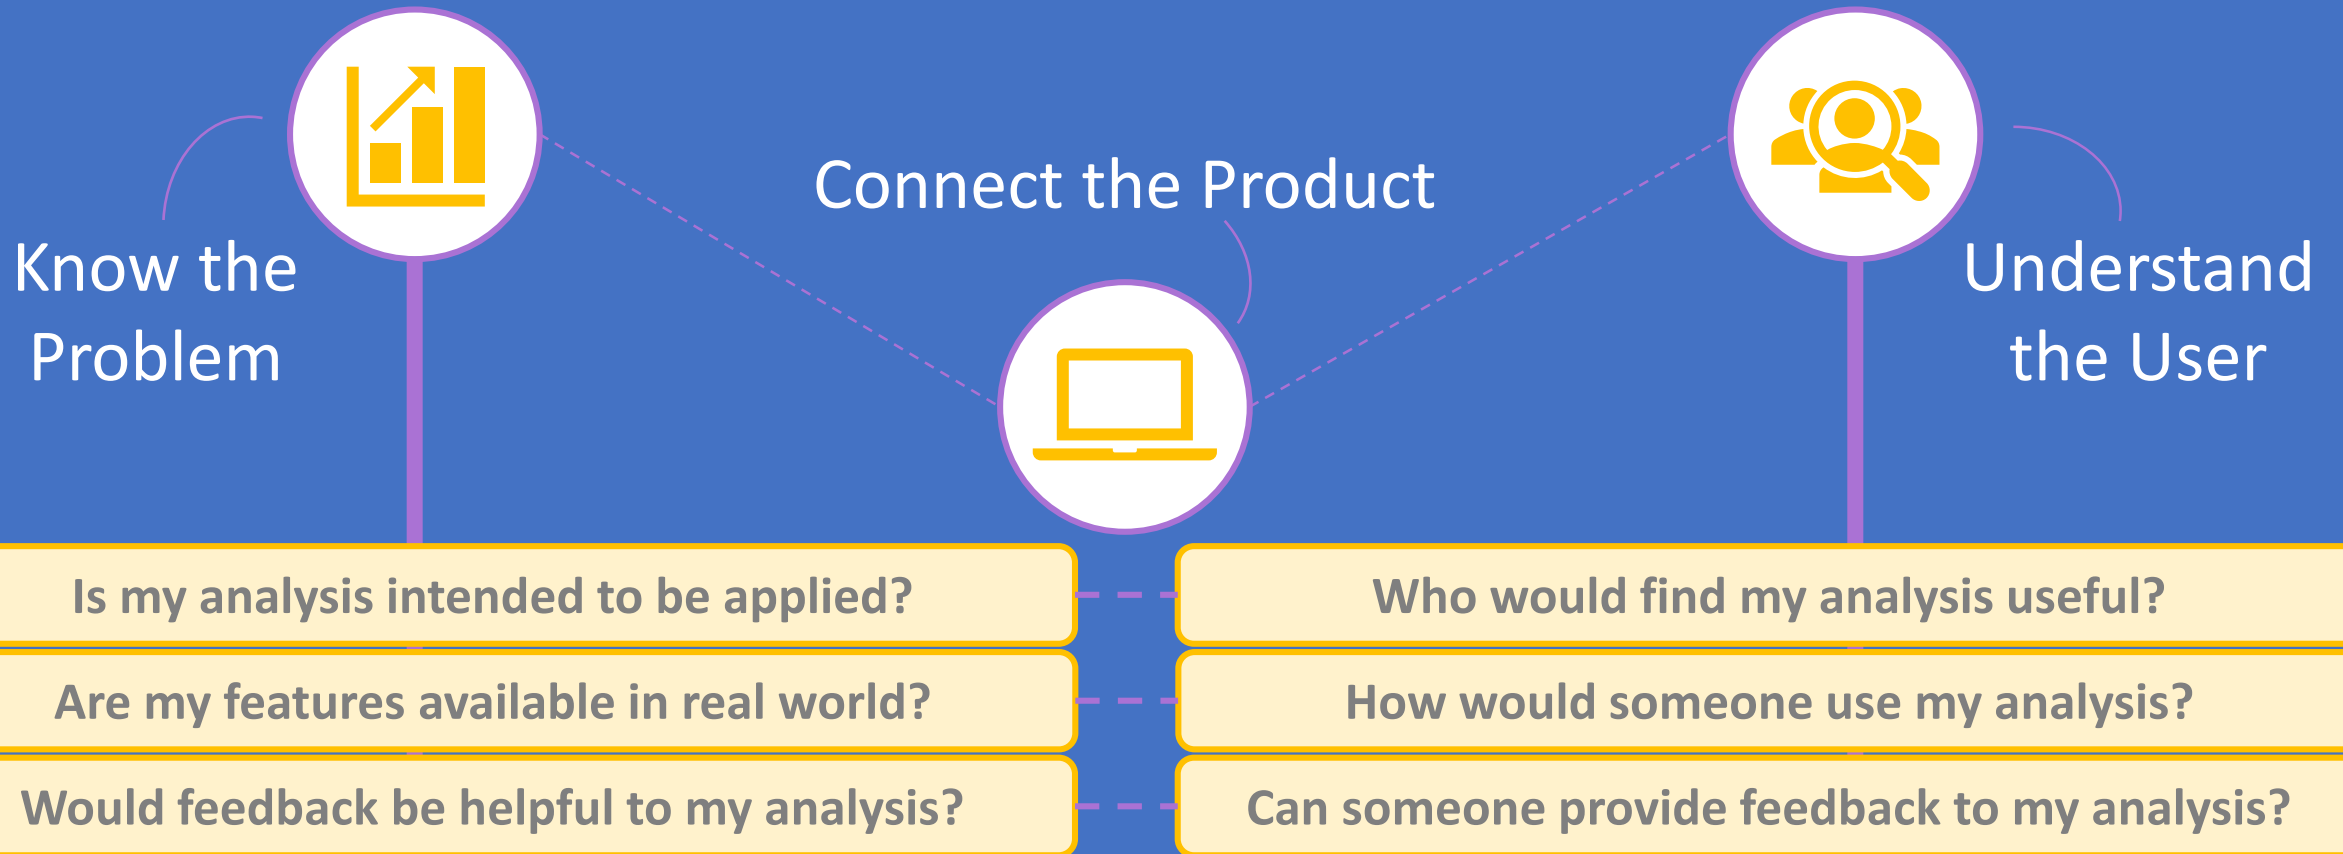 Know the
Problem
Connect the Product
Understand
the User
Is my analysis intended to be applied?
Who would find my analysis useful?
Are my features available in real world?
How would someone use my analysis?
Would feedback be helpful to my analysis?
Can someone provide feedback to my analysis?